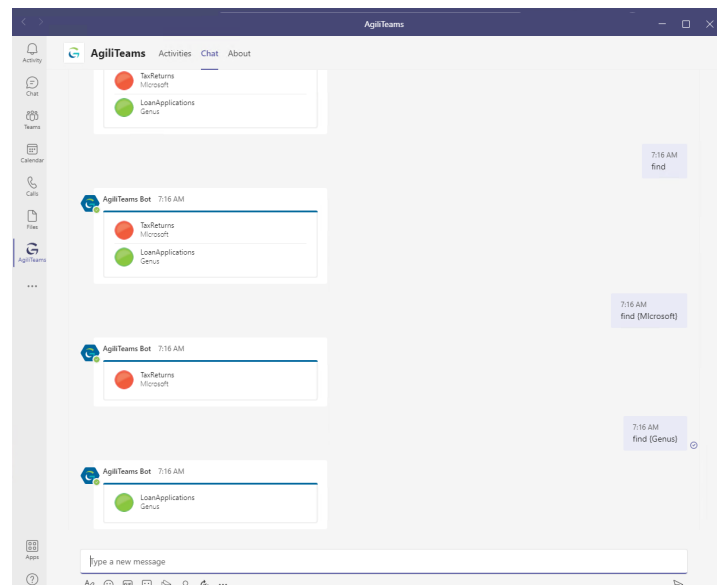 AgiliTeams
AgiliTeams Activities Chat About
Activity
Chat
Teams
Calendar
Calls
Files
AgiliTeams
Apps
TaxReturns
Microsoft
LoanApplications
Genus
7:16 AM
find
AgiliTeams Bot 7:16 AM
TaxReturns
MIcrosoft
LoanApplications
Genus
7:16 AM
find {MIcrosoft}
AgiliTeams Bot 7:16 AM
TaxReturns
MIcrosoft
7:16 AM
find {Genus}
AgiliTeams Bot 7:16 AM
LoanApplications
Genus
Type a new message